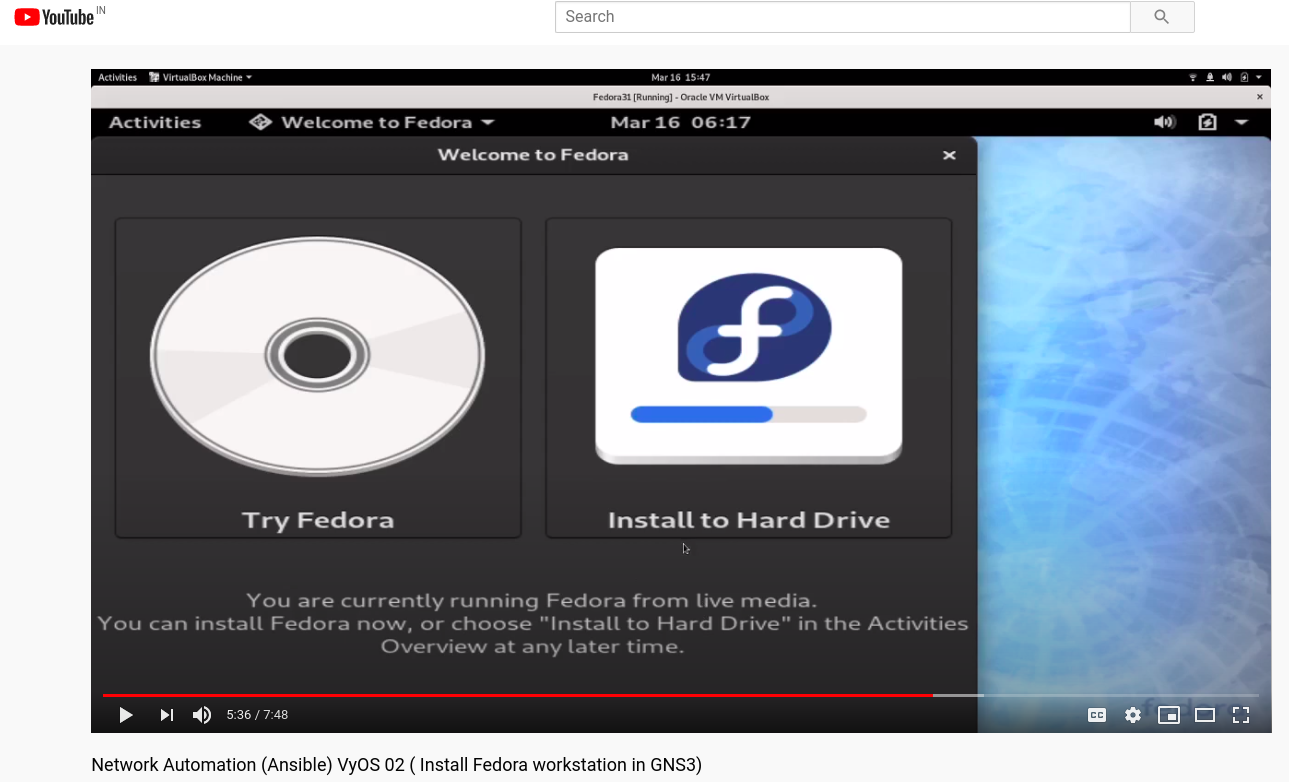 YouTube IN
Search
Activities VirtualBox Machine Mar 16 15:47
Fedora31 [Running] - Oracle VM VirtualBox ×
Activities Welcome to Fedora Mar 16 06:17
Welcome to Fedora ×
Try Fedora Install to Hard Drive
You are currently running Fedora from live media.
You can install Fedora now, or choose "Install to Hard Drive" in the Activities
Overview at any later time.
5:36 / 7:48 CC
Network Automation (Ansible) VyOS 02 ( Install Fedora workstation in GNS3)